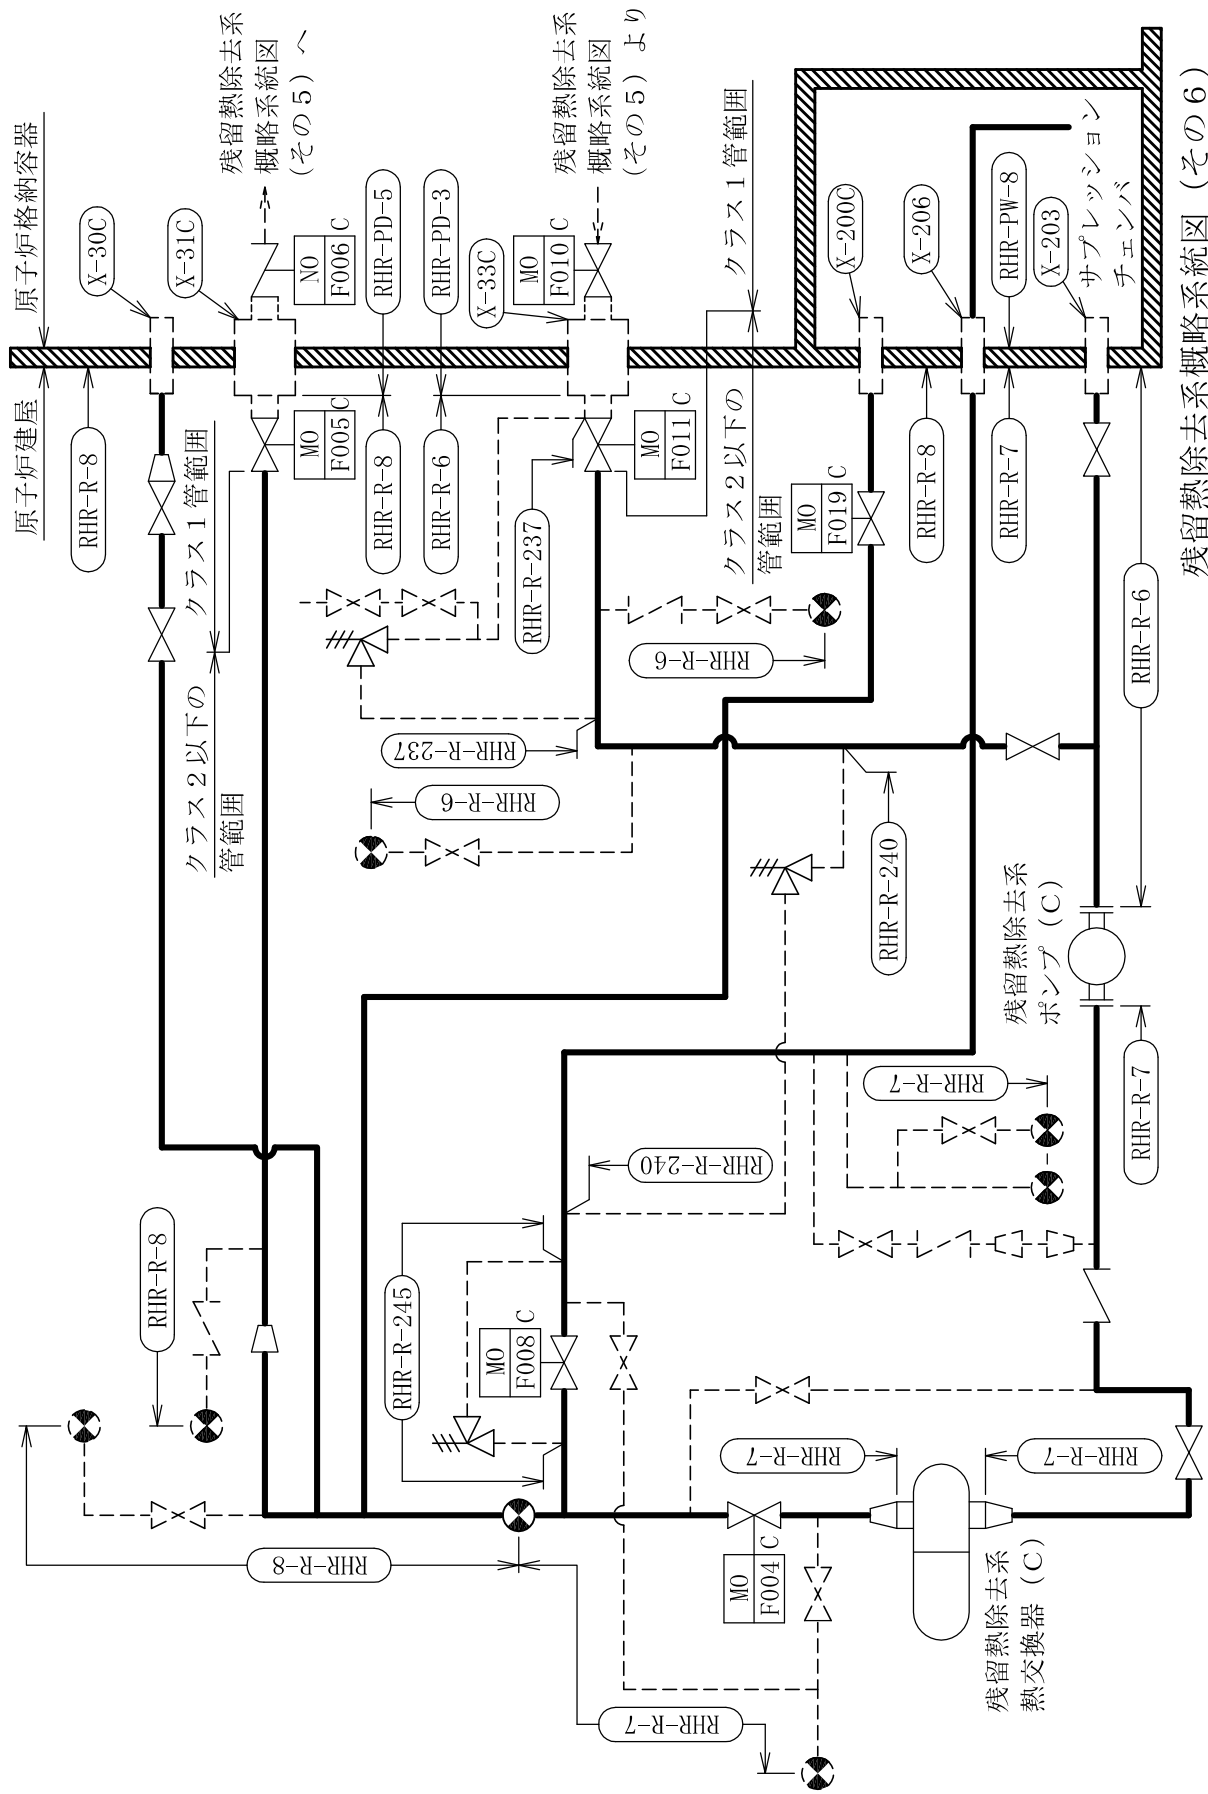 原子炉建屋
原子炉格納容器
RHR-R-8
X-30C
X-31C
残留熱除去系
概略系統図
(その5) へ
クラス2以下の
管範囲
クラス1管範囲
MO
F005 C
NO
F006 C
RHR-R-8
RHR-PD-5
RHR-R-6
RHR-PD-3
X-33C
MO
F010 C
残留熱除去系
概略系統図
(その5) より
RHR-R-237
MO
F011 C
クラス2以下の
管範囲
クラス1管範囲
RHR-R-8
RHR-R-8
RHR-R-237
RHR-R-6
RHR-R-6
MO
F019 C
X-200C
RHR-R-8
X-206
RHR-R-7
RHR-PW-8
X-203
サプレッション
チェンバ
RHR-R-6
RHR-R-245
MO
F008 C
RHR-R-240
RHR-R-240
RHR-R-7
残留熱除去系
ポンプ (C)
RHR-R-7
RHR-R-7
MO
F004 C
RHR-R-7
RHR-R-7
残留熱除去系
熱交換器 (C)
残留熱除去系概略系統図 (その6)